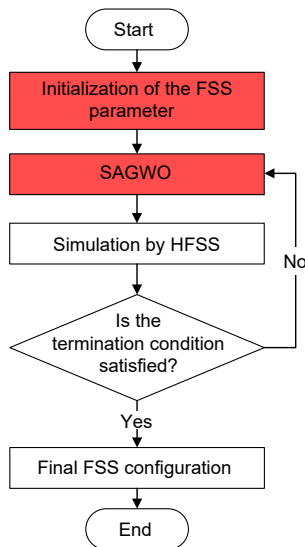 Start
Initialization of the FSS
parameter
SAGWO
Simulation by HFSS
No
Is the
termination condition
satisfied?
Yes
Final FSS configuration
End